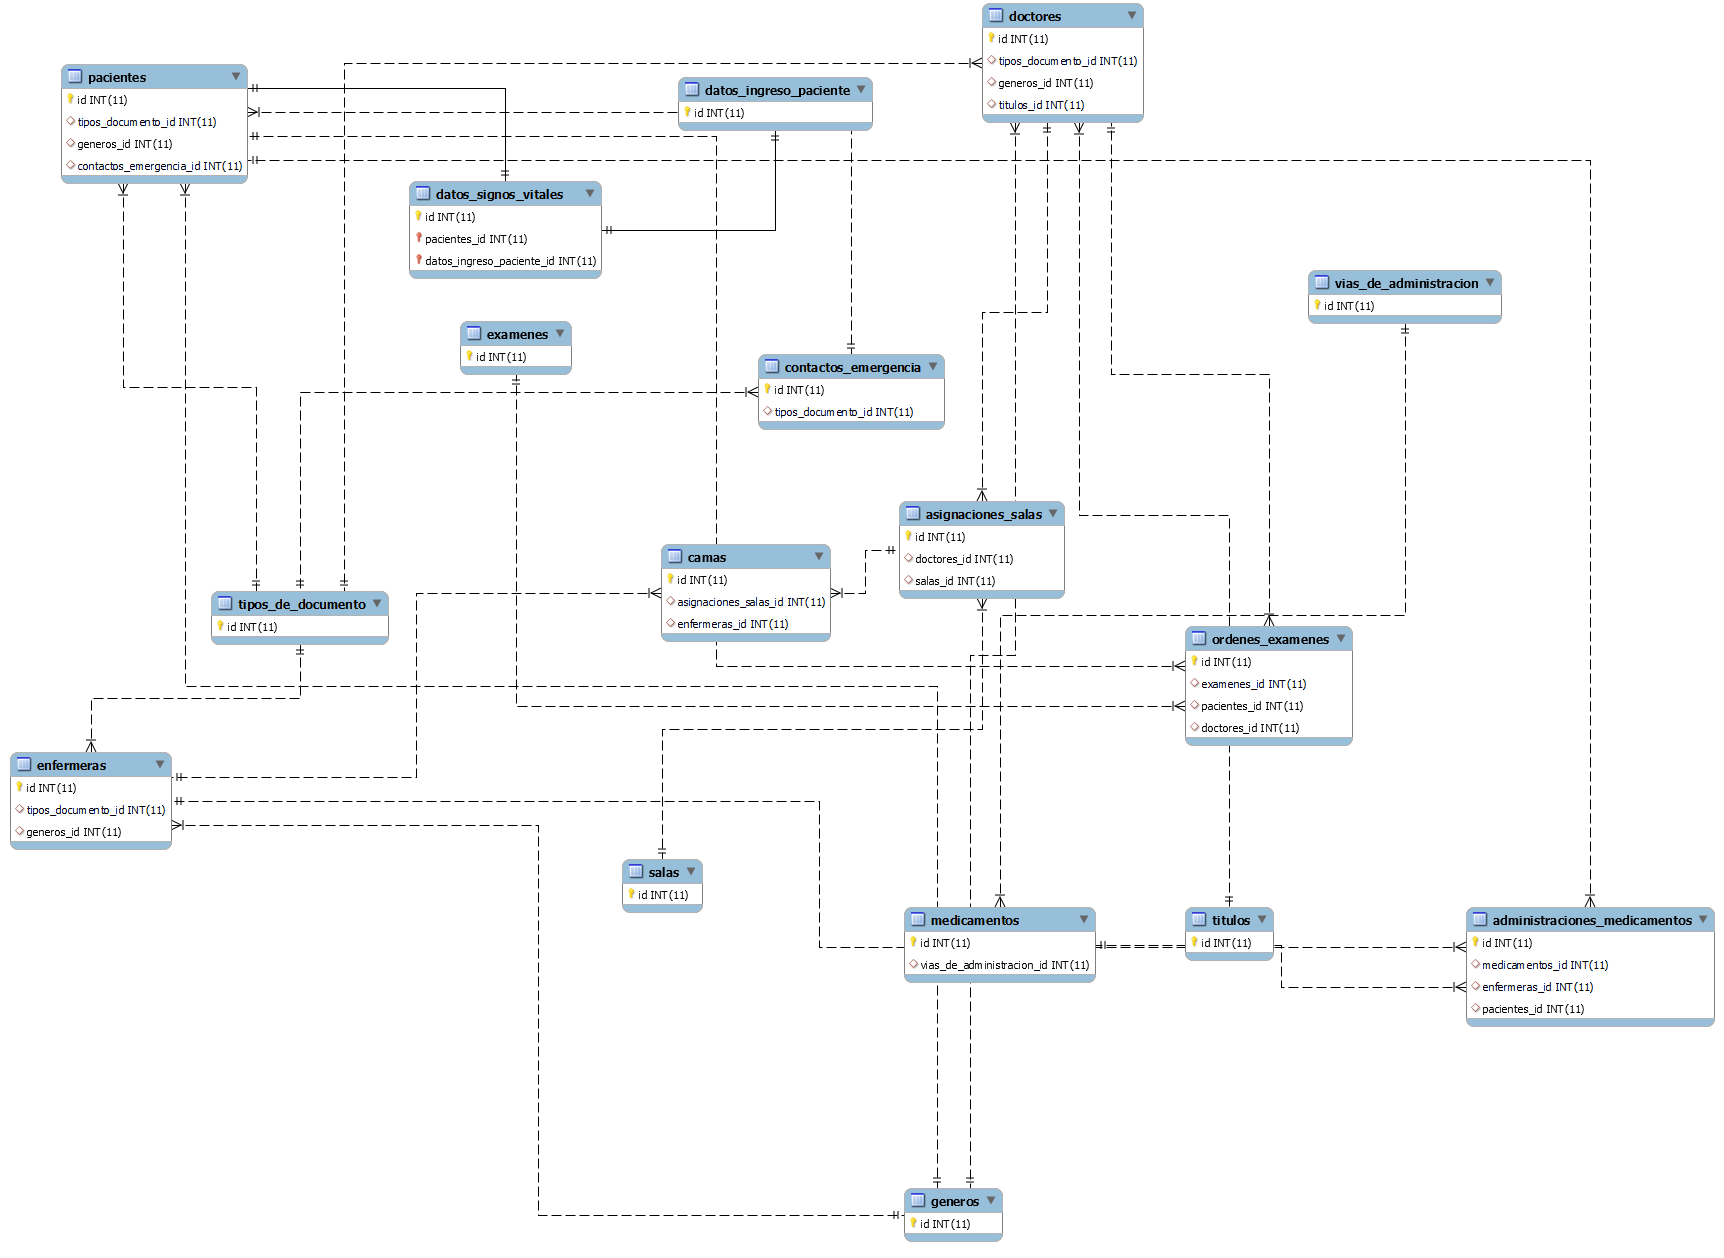 doctores
id INT(11)
tipos_documento_id INT(11)
generos_id INT(11)
titulos_id INT(11)
pacientes
id INT(11)
tipos_documento_id INT(11)
generos_id INT(11)
contactos_emergencia_id INT(11)
datos_ingreso_paciente
id INT(11)
datos_signos_vitales
id INT(11)
pacientes_id INT(11)
datos_ingreso_paciente_id INT(11)
vias_de_administracion
id INT(11)
examenes
id INT(11)
contactos_emergencia
id INT(11)
tipos_documento_id INT(11)
asignaciones_salas
id INT(11)
doctores_id INT(11)
salas_id INT(11)
camas
id INT(11)
asignaciones_salas_id INT(11)
enfermeras_id INT(11)
tipos_de_documento
id INT(11)
ordenes_examenes
id INT(11)
examenes_id INT(11)
pacientes_id INT(11)
doctores_id INT(11)
enfermeras
id INT(11)
tipos_documento_id INT(11)
generos_id INT(11)
salas
id INT(11)
medicamentos
id INT(11)
vias_de_administracion_id INT(11)
titulos
id INT(11)
administraciones_medicamentos
id INT(11)
medicamentos_id INT(11)
enfermeras_id INT(11)
pacientes_id INT(11)
generos
id INT(11)